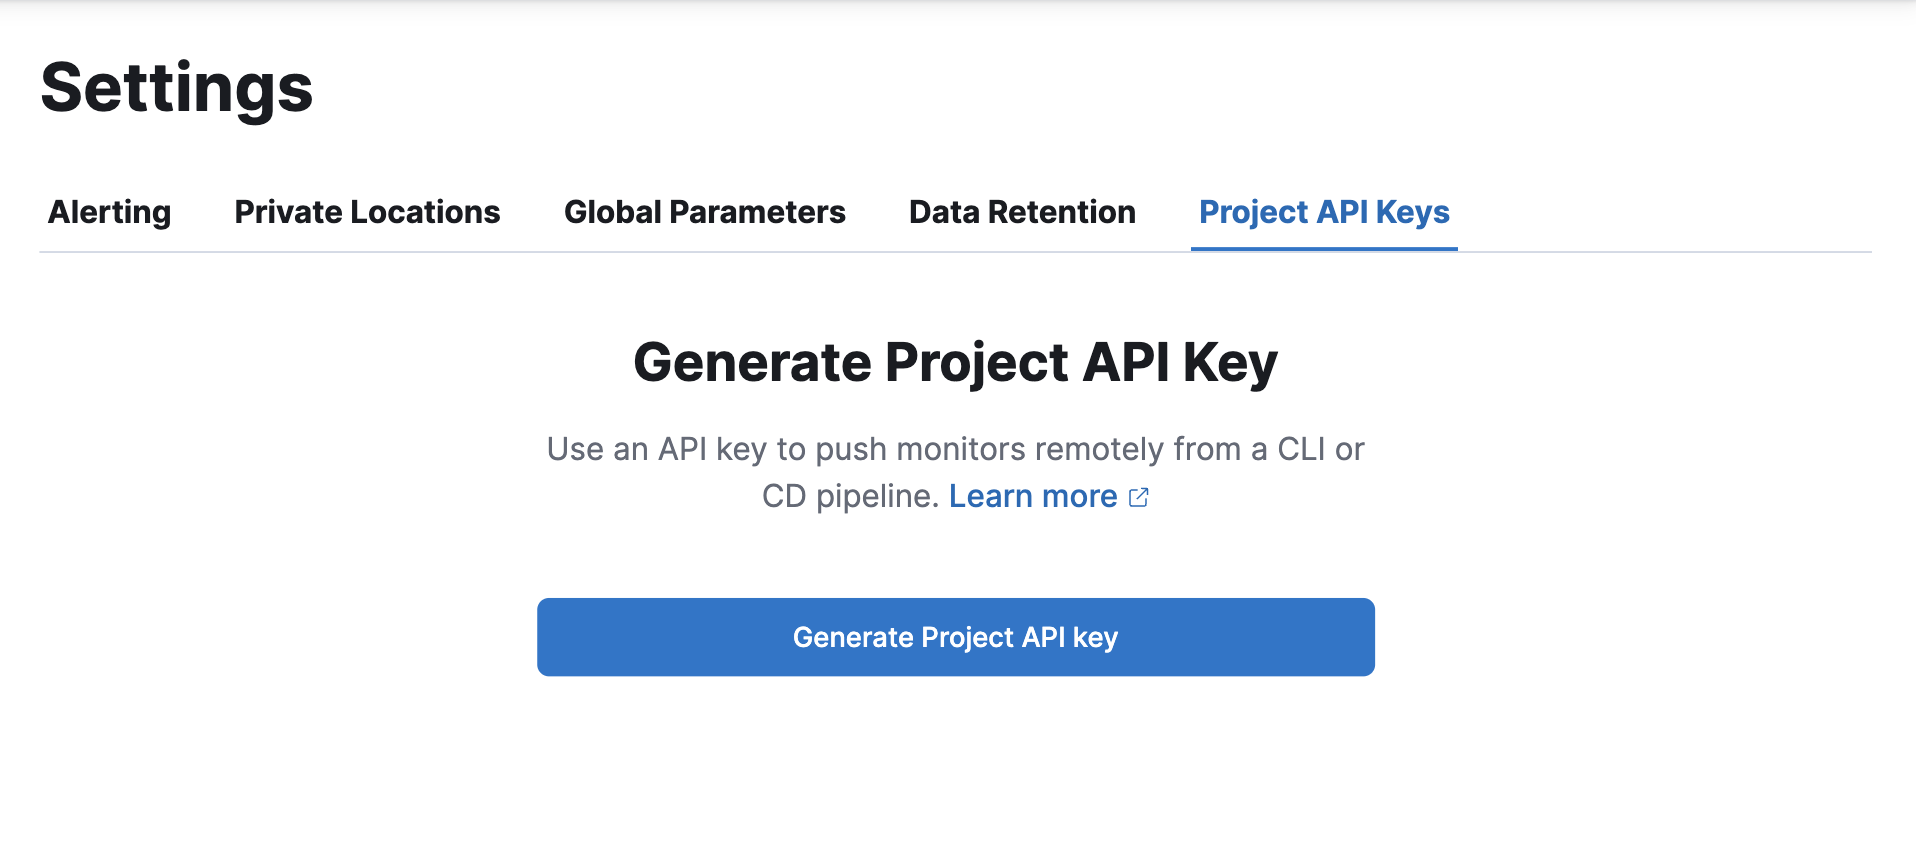 Settings
Alerting Private Locations Global Parameters Data Retention Project API Keys
Generate Project API Key
Use an API key to push monitors remotely from a CLI or
CD pipeline. Learn more
Generate Project API key